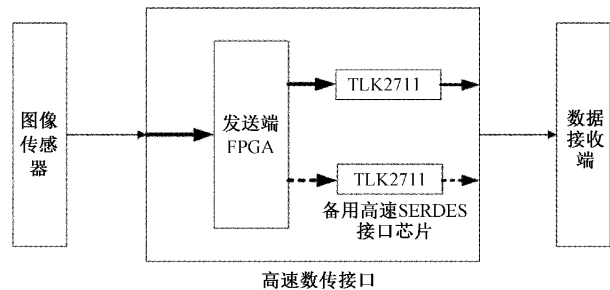 图像
传感
器
发送端
FPGA
TLK2711
TLK2711
备用高速SERDES
接口芯片
数据
接收
端
高速数传接口